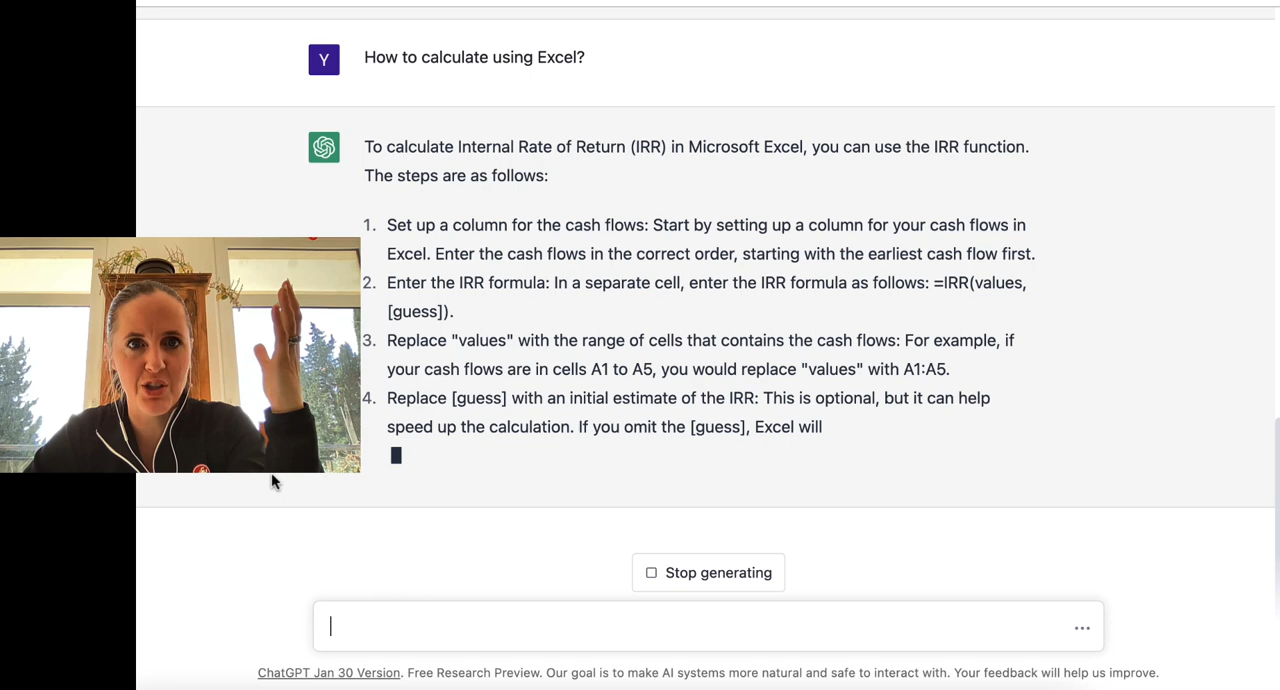 Y
How to calculate using Excel?
To calculate Internal Rate of Return (IRR) in Microsoft Excel, you can use the IRR function.
The steps are as follows:
1. Set up a column for the cash flows: Start by setting up a column for your cash flows in
Excel. Enter the cash flows in the correct order, starting with the earliest cash flow first.
2. Enter the IRR formula: In a separate cell, enter the IRR formula as follows: =IRR(values,
[guess]).
3. Replace "values" with the range of cells that contains the cash flows: For example, if
your cash flows are in cells A1 to A5, you would replace "values" with A1:A5.
4. Replace [guess] with an initial estimate of the IRR: This is optional, but it can help
speed up the calculation. If you omit the [guess], Excel will
Stop generating
ChatGPT Jan 30 Version. Free Research Preview. Our goal is to make AI systems more natural and safe to interact with. Your feedback will help us improve.